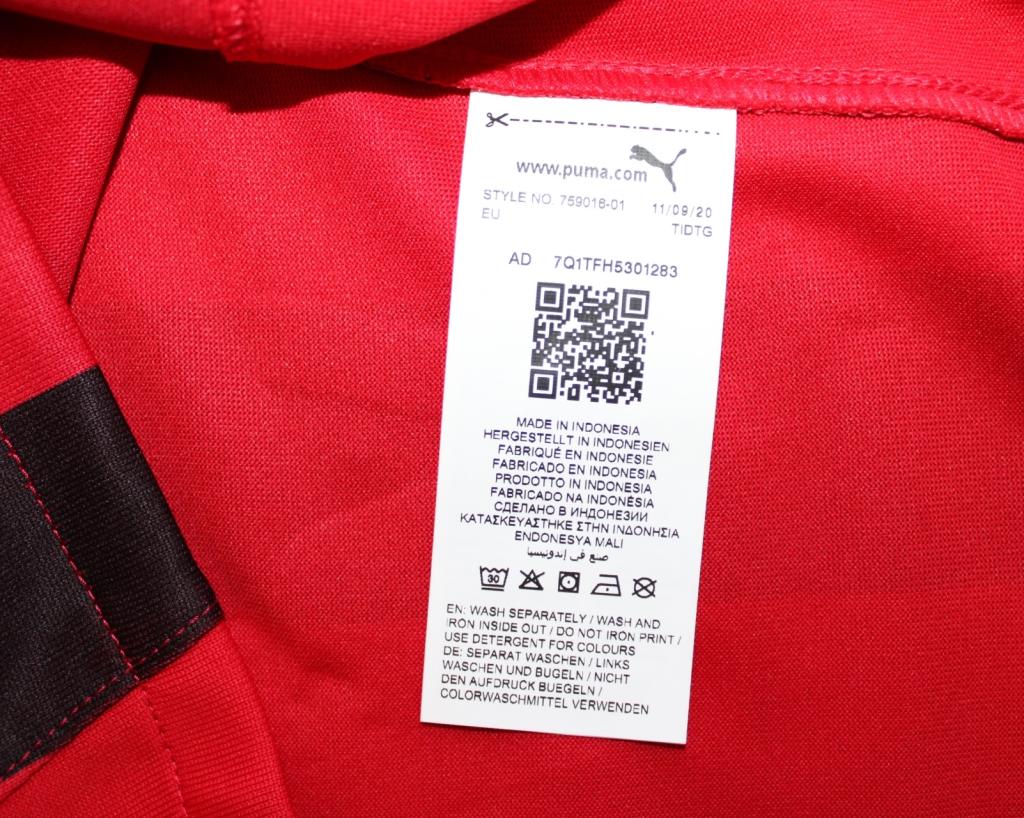 www.puma.com
STYLE NO. 759016-01 11/09/20
EU TIDTG
AD 7Q1TFH5301283
MADE IN INDONESIA
HERGESTELLT IN INDONESIEN
FABRIQUÉ EN INDONESIE
FABRICADO EN INDONESIA
PRODOTTO IN INDONESIA
FABRICADO NA INDONÉSIA
СДЕЛАНО В ИНДОНЕЗИИ
ΚΑΤΑΣΚΕΥΑΣΤΗΚΕ ΣΤΗΝ ΙΝΔΟΝΗΣΙΑ
ENDONESYA MALI
صنع في إندونيسيا
30
EN: WASH SEPARATELY / WASH AND
IRON INSIDE OUT / DO NOT IRON PRINT /
USE DETERGENT FOR COLOURS
DE: SEPARAT WASCHEN / LINKS
WASCHEN UND BUGELN / NICHT
DEN AUFDRUCK BUEGELN /
COLORWASCHMITTEL VERWENDEN